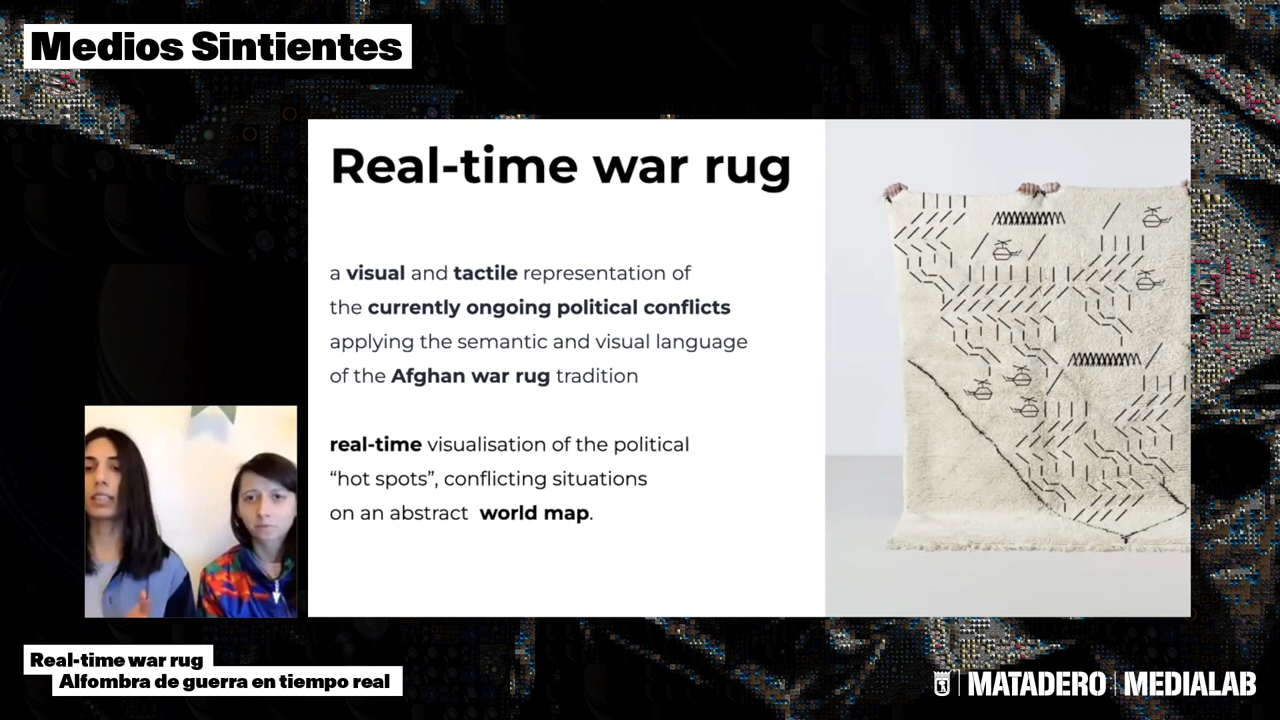 Medios Sintientes
Real-time war rug
a visual and tactile representation of
the currently ongoing political conflicts
applying the semantic and visual language
of the Afghan war rug tradition
real-time visualisation of the political
“hot spots”, conflicting situations
on an abstract world map.
Real-time war rug
Alfombra de guerra en tiempo real
MATADERO MEDIALAB